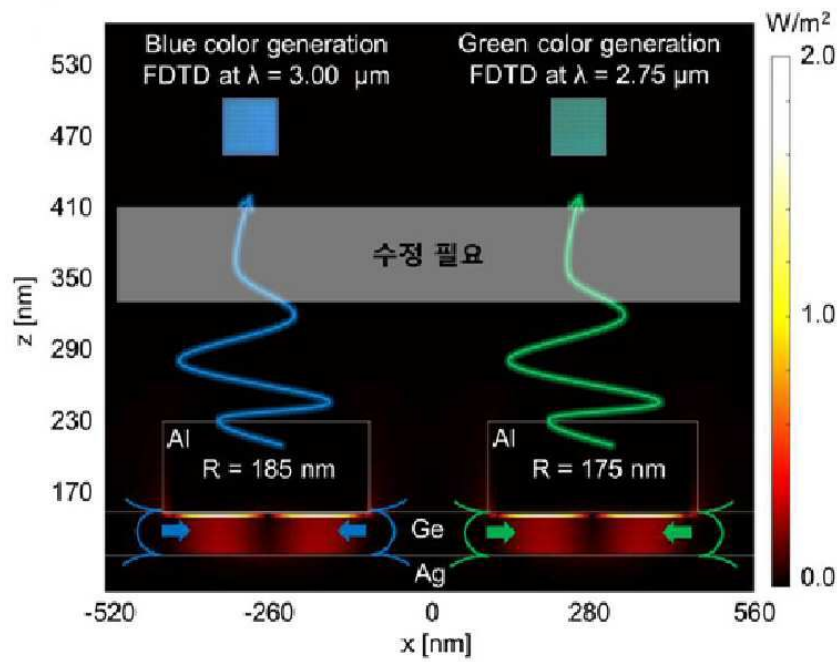 W/m²
Blue color generation
FDTD at λ = 3.00 μm
Green color generation
FDTD at λ = 2.75 μm
2.0
1.0
0.0
530
470
410
350
290
230
170
z [nm]
수정 필요
Al
R = 185 nm
Al
R = 175 nm
Ge
Ag
-520
-260
0
280
560
x [nm]